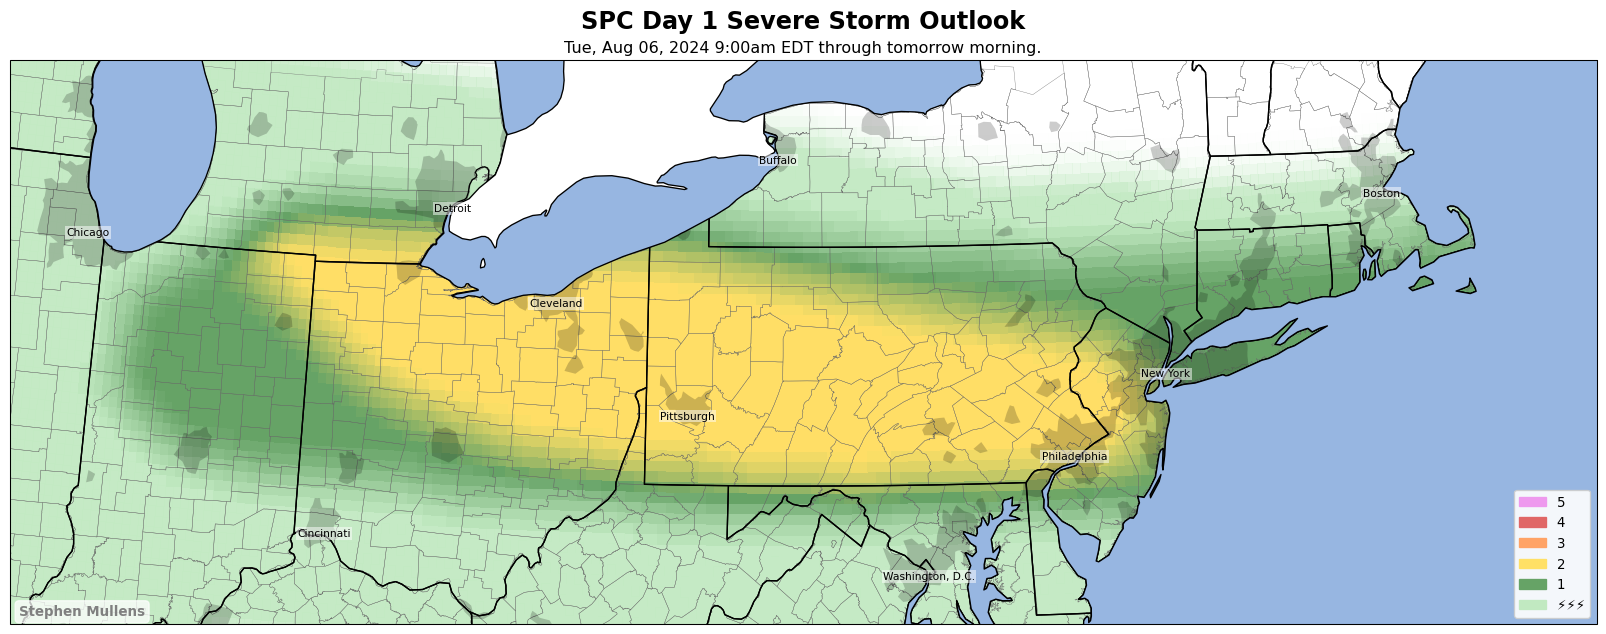 SPC Day 1 Severe Storm Outlook
Tue, Aug 06, 2024 9:00am EDT through tomorrow morning.
Buffalo
Boston
Detroit
Chicago
Cleveland
New York
Pittsburgh
Philadelphia
Cincinnati
Washington, D.C.
5
4
3
2
1
⚡⚡⚡
Stephen Mullens